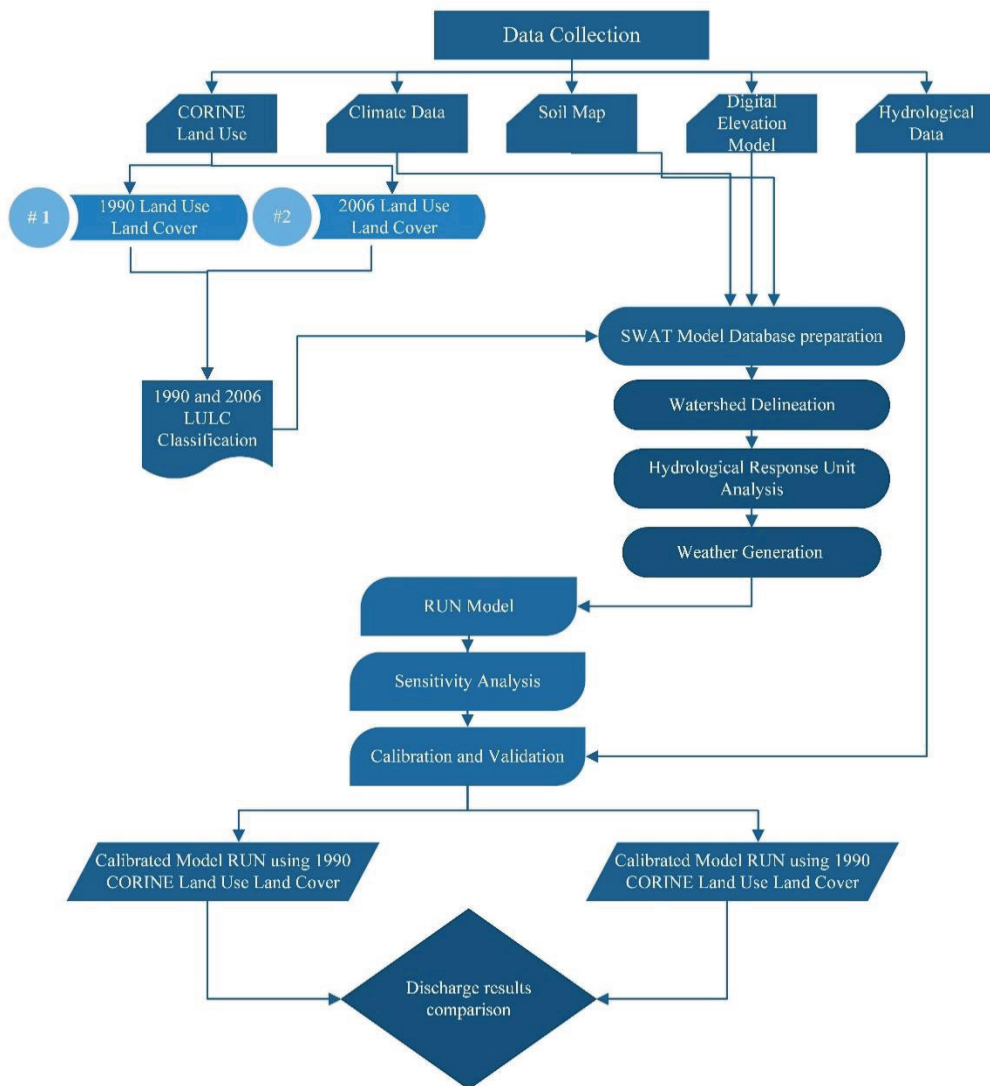 Data Collection
CORINE
Land Use
Climate Data
Soil Map
Digital
Elevation
Model
Hydrological
Data
# 1
1990 Land Use
Land Cover
#2
2006 Land Use
Land Cover
SWAT Model Database preparation
1990 and 2006
LULC
Classification
Watershed Delineation
Hydrological Response Unit
Analysis
Weather Generation
RUN Model
Sensitivity Analysis
Calibration and Validation
Calibrated Model RUN using 1990
CORINE Land Use Land Cover
Calibrated Model RUN using 1990
CORINE Land Use Land Cover
Discharge results
comparison